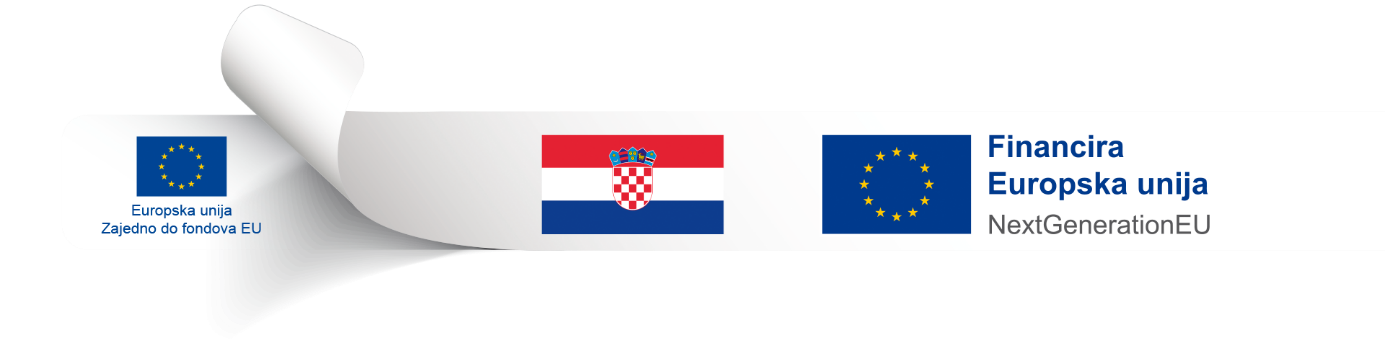 Europska unija
Zajedno do fondova EU
Financira
Europska unija
NextGenerationEU